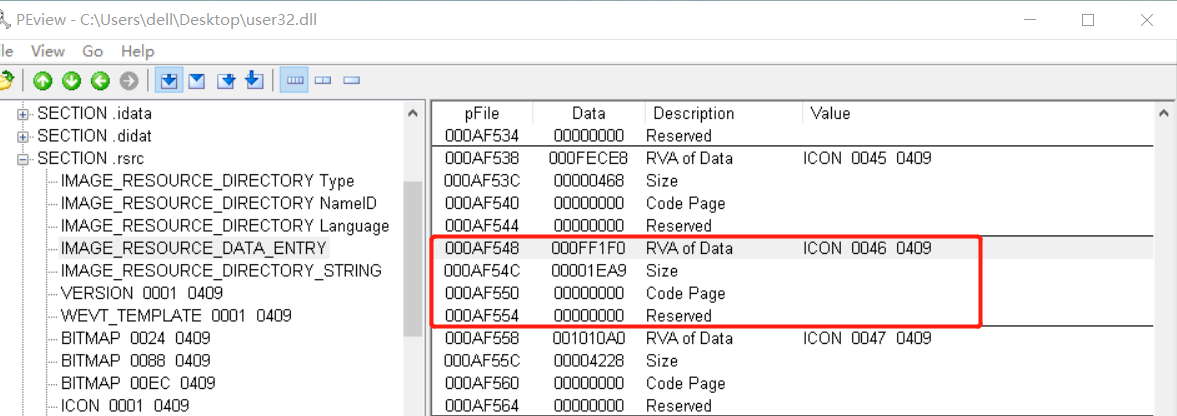 PEview - C:\Users\dell\Desktop\user32.dll
le View Go Help
SECTION .idata
SECTION .didat
SECTION .rsrc
IMAGE_RESOURCE_DIRECTORY Type
IMAGE_RESOURCE_DIRECTORY NameID
IMAGE_RESOURCE_DIRECTORY Language
IMAGE_RESOURCE_DATA_ENTRY
IMAGE_RESOURCE_DIRECTORY_STRING
VERSION 0001 0409
WEVT_TEMPLATE 0001 0409
BITMAP 0024 0409
BITMAP 0088 0409
BITMAP 00EC 0409
ICON 0001 0409
pFile Data Description Value
000AF534 00000000 Reserved
000AF538 000FECE8 RVA of Data ICON 0045 0409
000AF53C 00000468 Size
000AF540 00000000 Code Page
000AF544 00000000 Reserved
000AF548 000FF1F0 RVA of Data ICON 0046 0409
000AF54C 00001EA9 Size
000AF550 00000000 Code Page
000AF554 00000000 Reserved
000AF558 001010A0 RVA of Data ICON 0047 0409
000AF55C 00004228 Size
000AF560 00000000 Code Page
000AF564 00000000 Reserved